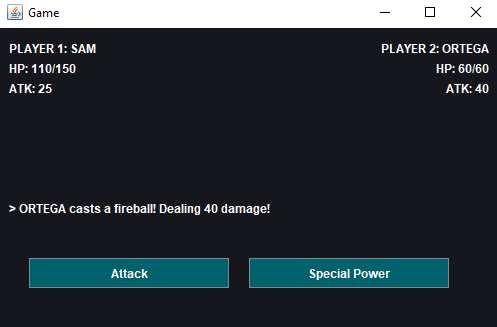 Game
PLAYER 1: SAM
PLAYER 2: ORTEGA
HP: 110/150
HP: 60/60
ATK: 25
ATK: 40
> ORTEGA casts a fireball! Dealing 40 damage!
Attack
Special Power